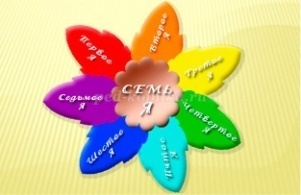 СЕМЬ
Я
Первое
Я
Второе
Я
Третье
Я
Четвертое
Я
Пятое
Я
Шестое
Я
Седьмое
Я